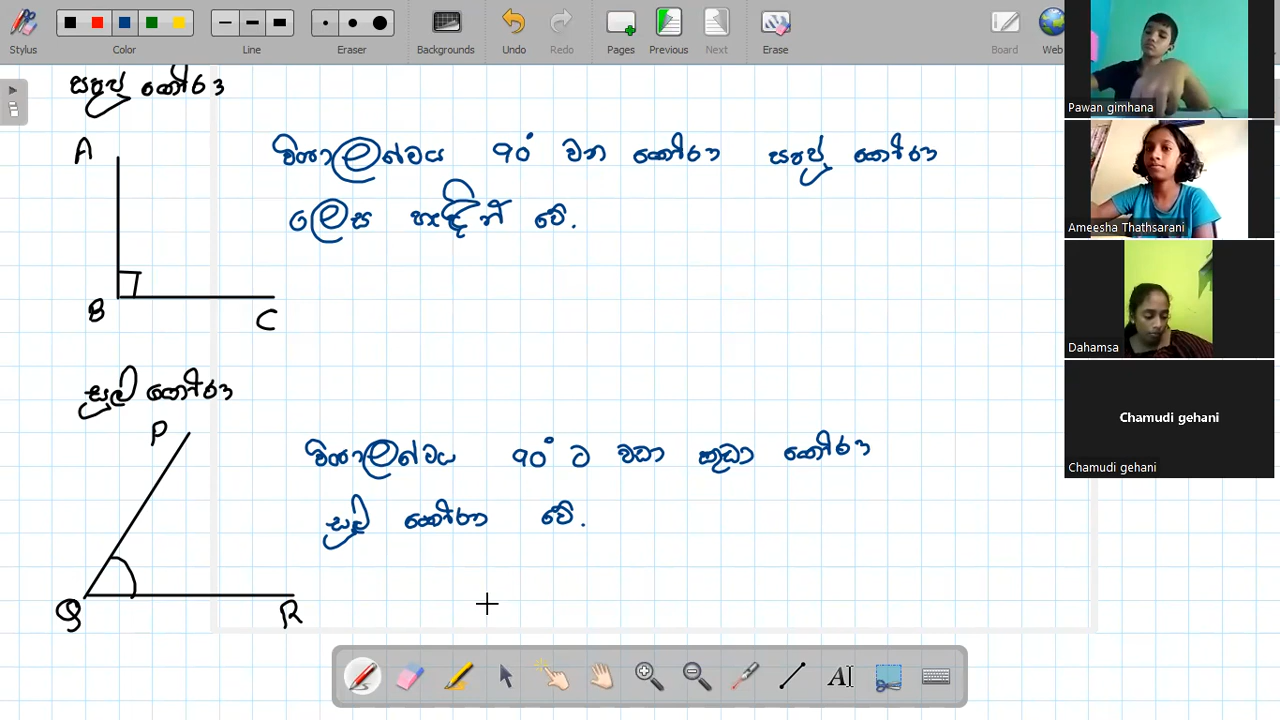 Stylus Color Line Eraser Backgrounds Undo Redo Pages Previous Next Erase Board Web
සෘජු කෝණ
A
B
C
විශාලත්වය 90° වන කෝණ සෘජු කෝණ
ලෙස හැඳින් වේ.
සුළු කෝණ
P
Q
R
විශාලත්වය 90° ට වඩා කුඩා කෝණ
සුළු කෝණ වේ.
Pawan gimhana
Ameesha Thathsarani
Dahamsa
Chamudi gehani
Chamudi gehani